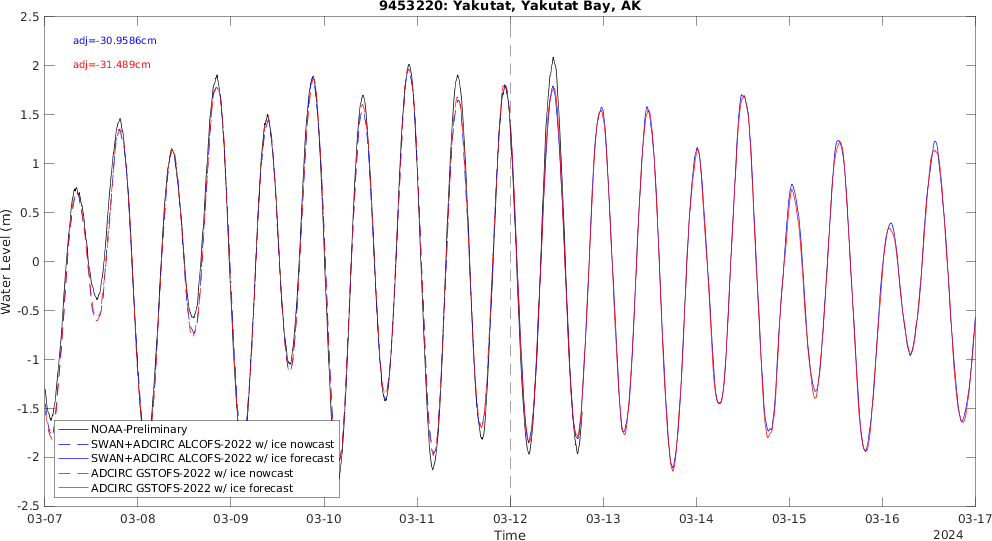 9453220: Yakutat, Yakutat Bay, AK
adj=-30.9586cm
adj=-31.489cm
Water Level (m)
2.5
2
1.5
1
0.5
0
-0.5
-1
-1.5
-2
-2.5
NOAA-Preliminary
SWAN+ADCIRC ALCOFS-2022 w/ ice nowcast
SWAN+ADCIRC ALCOFS-2022 w/ ice forecast
ADCIRC GSTOFS-2022 w/ ice nowcast
ADCIRC GSTOFS-2022 w/ ice forecast
03-07 03-08 03-09 03-10 03-11 03-12 03-13 03-14 03-15 03-16 03-17
Time
2024